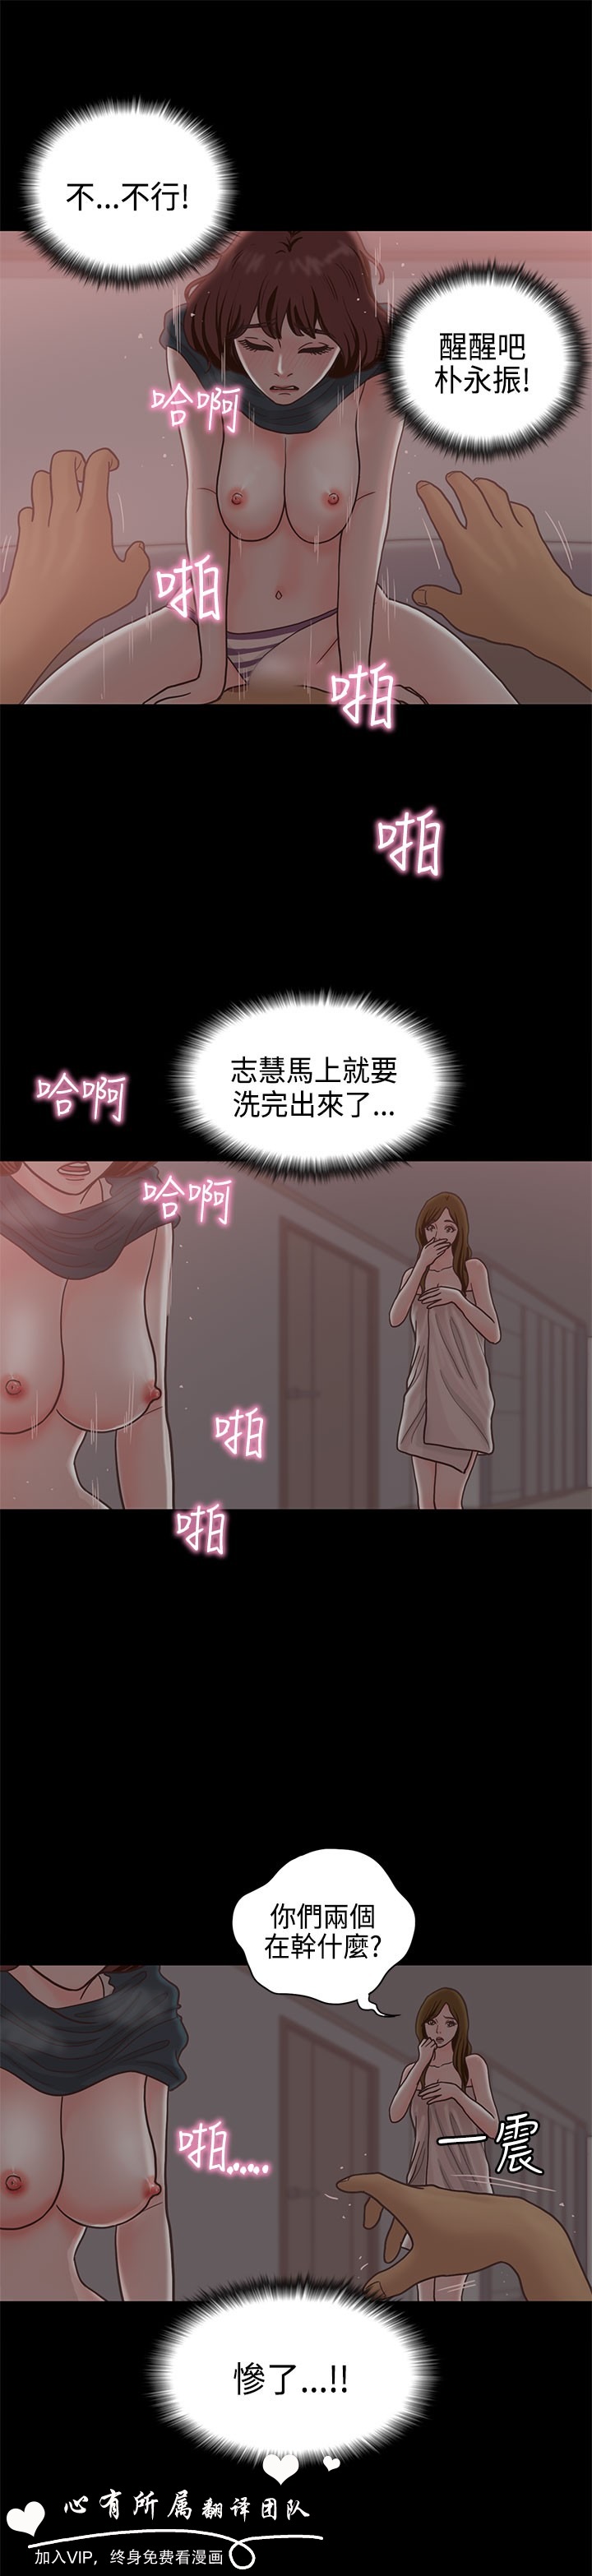 不...不行!
醒醒吧
朴永振!
哈啊
啪
啪
啪
志慧馬上就要
洗完出來了...
哈啊
哈啊
啪
啪
你們兩個
在幹什麼?
啪.....
一震
慘了...!!
心有所属翻译团队
加入VIP，终身免费看漫画